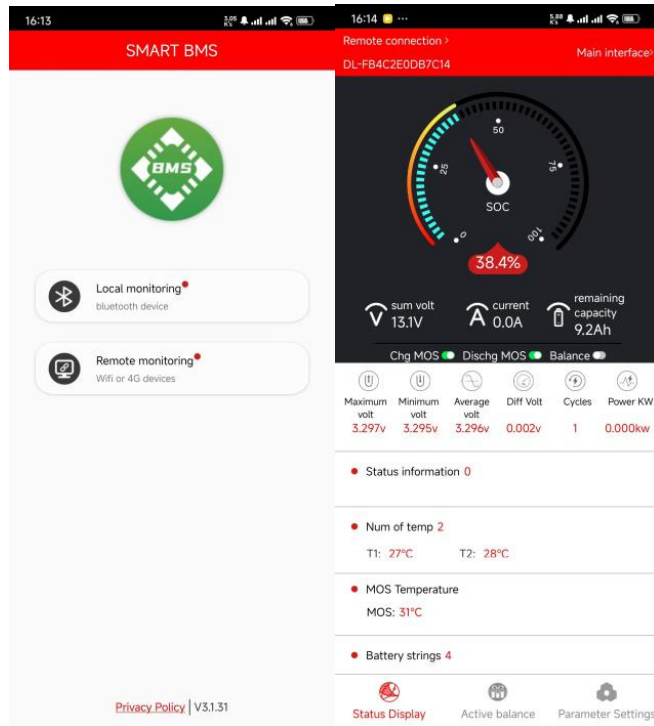 16:13
3.05 K/s
SMART BMS
BMS
Local monitoring
bluetooth device
Remote monitoring
Wifi or 4G devices
Privacy Policy | V3.1.31
16:14 ...
5.88 K/s
Remote connection >
DL-FB4C2E0DB7C14
Main interface>
0
25
50
75
100
SOC
38.4%
V sum volt 13.1V
A current 0.0A
remaining capacity 9.2Ah
Chg MOS Dischg MOS Balance
Maximum volt 3.297v
Minimum volt 3.295v
Average volt 3.296v
Diff Volt 0.002v
Cycles 1
Power KW 0.000kw
Status information 0
Num of temp 2
T1: 27°C T2: 28°C
MOS Temperature
MOS: 31°C
Battery strings 4
Status Display Active balance Parameter Settings